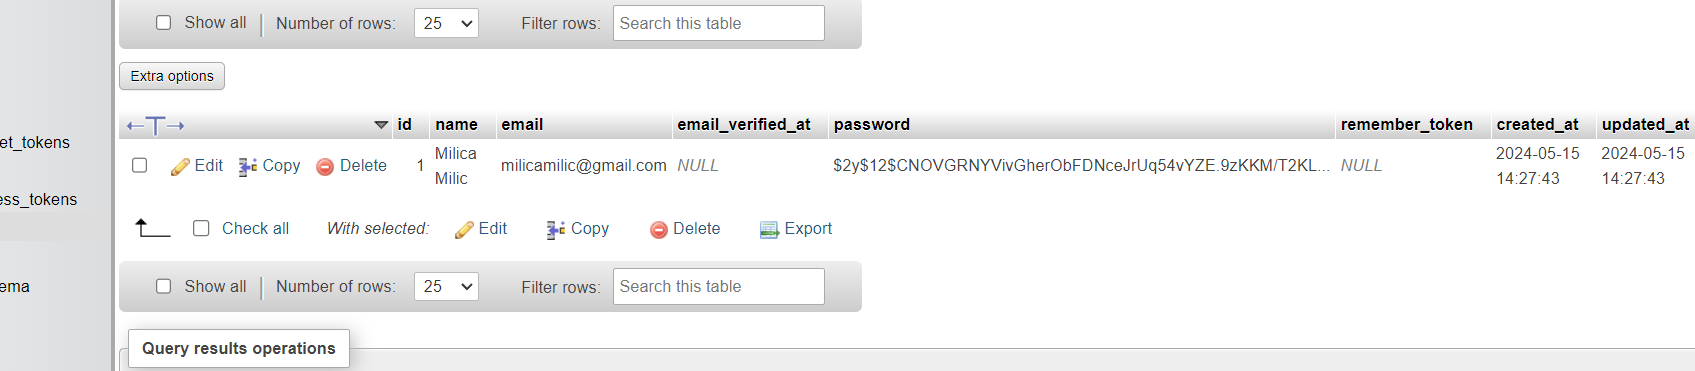 Show all Number of rows: 25 Filter rows: Search this table
Extra options
et_tokens
ess_tokens
ema
id name email email_verified_at password remember_token created_at updated_at
Edit Copy Delete 1 Milica Milic milicamilic@gmail.com NULL $2y$12$CNOVGRNYVivGherObFDNceJrUq54vYZE.9zKKM/T2KL... NULL 2024-05-15 14:27:43 2024-05-15 14:27:43
Check all With selected: Edit Copy Delete Export
Show all Number of rows: 25 Filter rows: Search this table
Query results operations